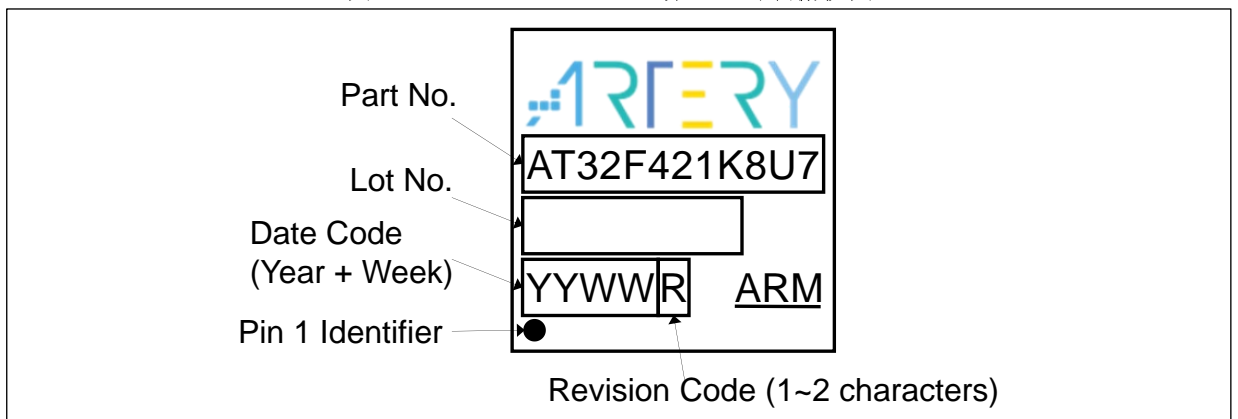 ARTERY
Part No.
AT32F421K8U7
Lot No.
Date Code
(Year + Week)
YYWW R ARM
Pin 1 Identifier
Revision Code (1~2 characters)